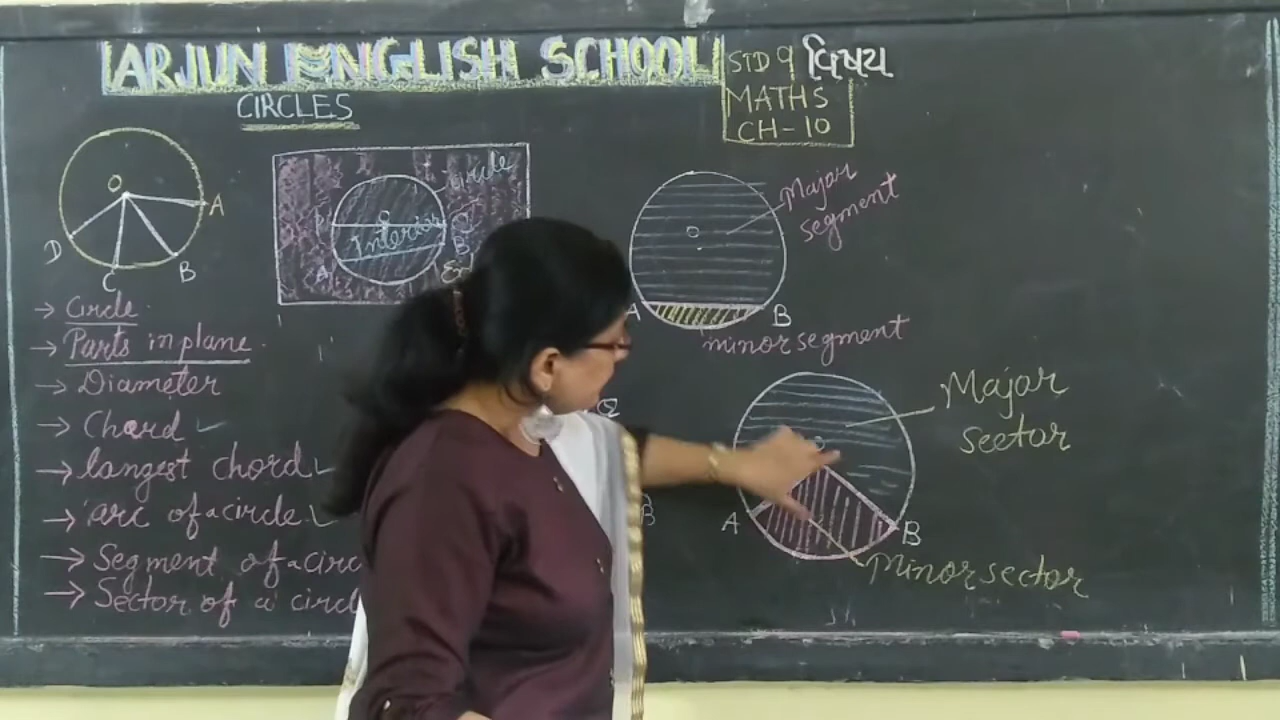 ARJUN ENGLISH SCHOOL
STD 9 વિષય
MATHS
CH-10
CIRCLES
O
A
B
C
D
circle
Interior
A
B
O
Major
segment
A
B
minor segment
Major
sector
A
B
Minor sector
Q
B
→ Circle
→ Parts in plane
→ Diameter
→ Chord ✓
→ longest chord ✓
→ arc of a circle ✓
→ Segment of a circ
→ Sector of a circl